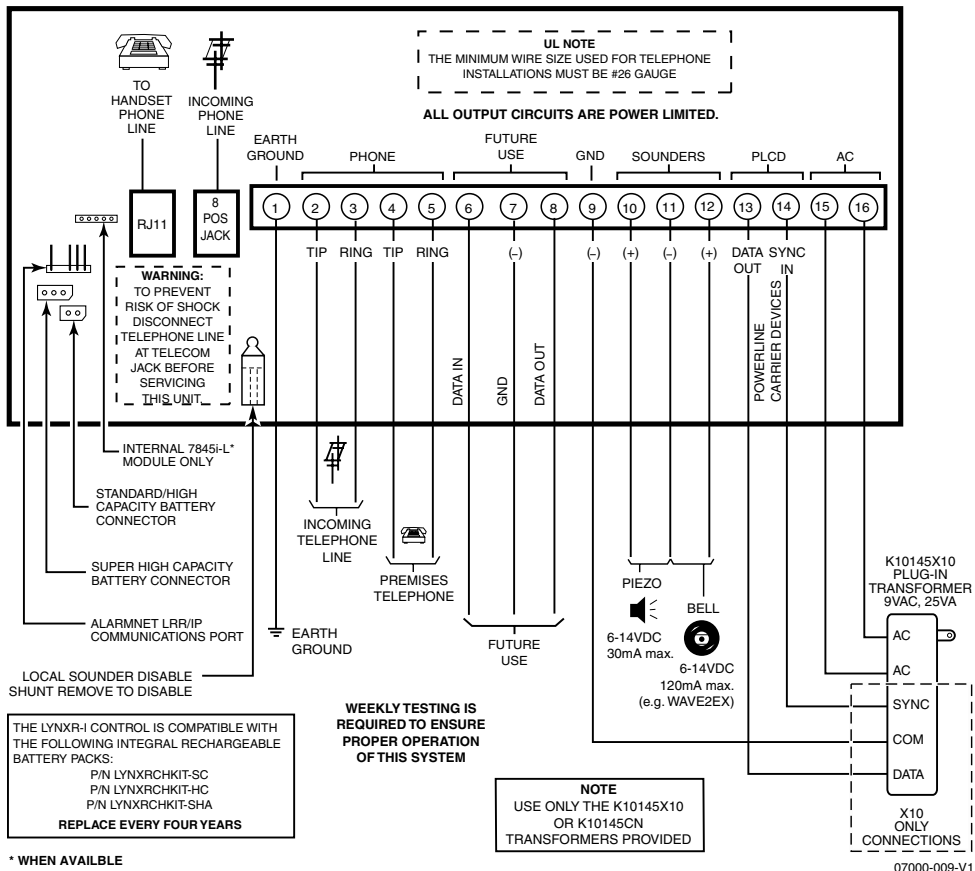 UL NOTE
THE MINIMUM WIRE SIZE USED FOR TELEPHONE
INSTALLATIONS MUST BE #26 GAUGE
ALL OUTPUT CIRCUITS ARE POWER LIMITED.
TO
HANDSET
PHONE
LINE
INCOMING
PHONE
LINE
EARTH
GROUND
PHONE
FUTURE
USE
GND
SOUNDERS
PLCD
AC
RJ11
8
POS
JACK
1 2 3 4 5 6 7 8 9 10 11 12 13 14 15 16
TIP RING TIP RING (–) (–) (+) (–) (+) DATA OUT SYNC IN
DATA IN
GND
DATA OUT
POWERLINE
CARRIER DEVICES
WARNING:
TO PREVENT
RISK OF SHOCK
DISCONNECT
TELEPHONE LINE
AT TELECOM
JACK BEFORE
SERVICING
THIS UNIT
INTERNAL 7845i-L*
MODULE ONLY
STANDARD/HIGH
CAPACITY BATTERY
CONNECTOR
SUPER HIGH CAPACITY
BATTERY CONNECTOR
ALARMNET LRR/IP
COMMUNICATIONS PORT
LOCAL SOUNDER DISABLE
SHUNT REMOVE TO DISABLE
INCOMING
TELEPHONE
LINE
PREMISES
TELEPHONE
EARTH
GROUND
FUTURE
USE
PIEZO
6-14VDC
30mA max.
BELL
6-14VDC
120mA max.
(e.g. WAVE2EX)
K10145X10
PLUG-IN
TRANSFORMER
9VAC, 25VA
AC
AC
SYNC
COM
DATA
X10
ONLY
CONNECTIONS
WEEKLY TESTING IS
REQUIRED TO ENSURE
PROPER OPERATION
OF THIS SYSTEM
THE LYNXR-I CONTROL IS COMPATIBLE WITH
THE FOLLOWING INTEGRAL RECHARGEABLE
BATTERY PACKS:
P/N LYNXRCHKIT-SC
P/N LYNXRCHKIT-HC
P/N LYNXRCHKIT-SHA
REPLACE EVERY FOUR YEARS
NOTE
USE ONLY THE K10145X10
OR K10145CN
TRANSFORMERS PROVIDED
* WHEN AVAILBLE
07000-009-V1